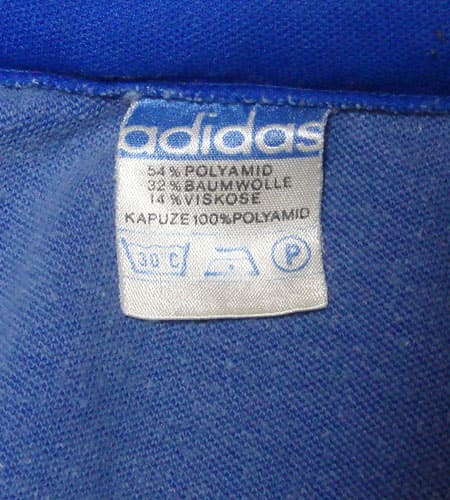 adidas
54% POLYAMID
32% BAUMWOLLE
14% VISKOSE
KAPUZE 100% POLYAMID
30 C P